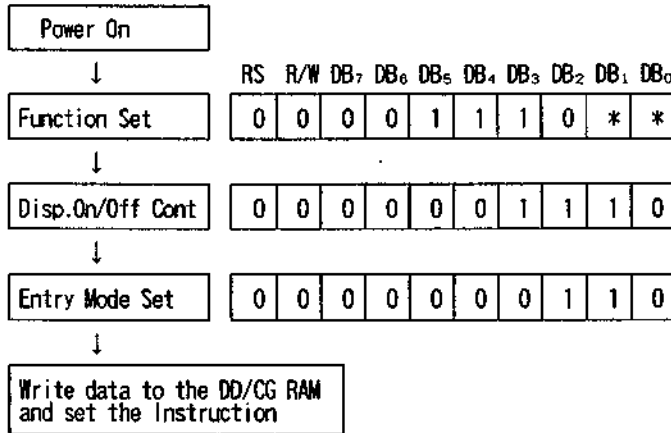 Power On
↓
RS R/W DB₇ DB₆ DB₅ DB₄ DB₃ DB₂ DB₁ DB₀
Function Set 0 0 0 0 1 1 1 0 * *
↓
Disp.On/Off Cont 0 0 0 0 0 0 1 1 1 0
↓
Entry Mode Set 0 0 0 0 0 0 0 1 1 0
↓
Write data to the DD/CG RAM
and set the Instruction